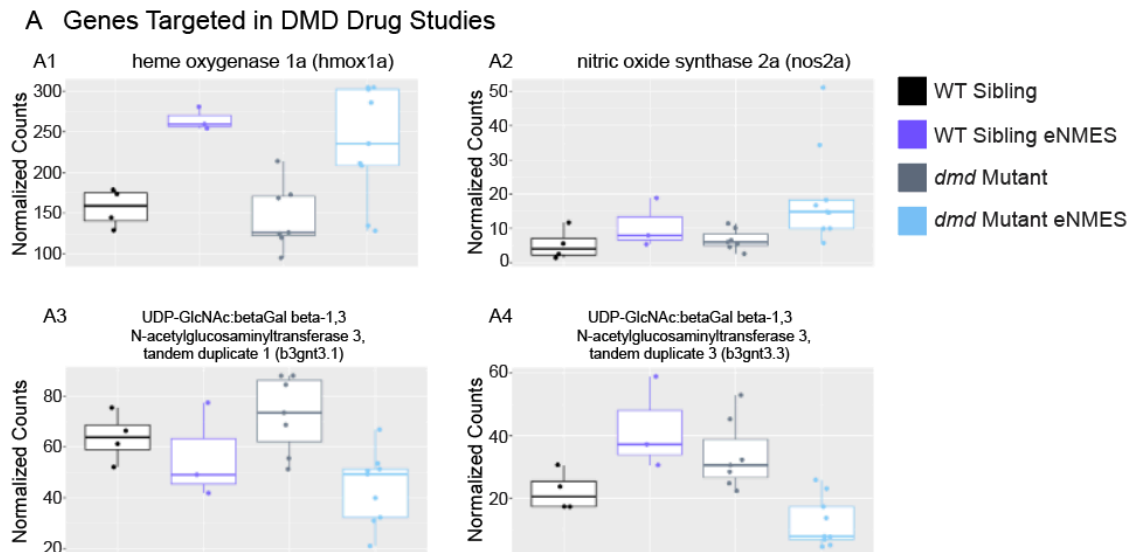 A Genes Targeted in DMD Drug Studies
A1 heme oxygenase 1a (hmox1a)
Normalized Counts
300
250
200
150
100
A2 nitric oxide synthase 2a (nos2a)
Normalized Counts
50
40
30
20
10
0
WT Sibling
WT Sibling eNMES
dmd Mutant
dmd Mutant eNMES
A3 UDP-GlcNAc:betaGal beta-1,3
N-acetylglucosaminyltransferase 3,
tandem duplicate 1 (b3gnt3.1)
Normalized Counts
80
60
40
20
A4 UDP-GlcNAc:betaGal beta-1,3
N-acetylglucosaminyltransferase 3,
tandem duplicate 3 (b3gnt3.3)
Normalized Counts
60
40
20